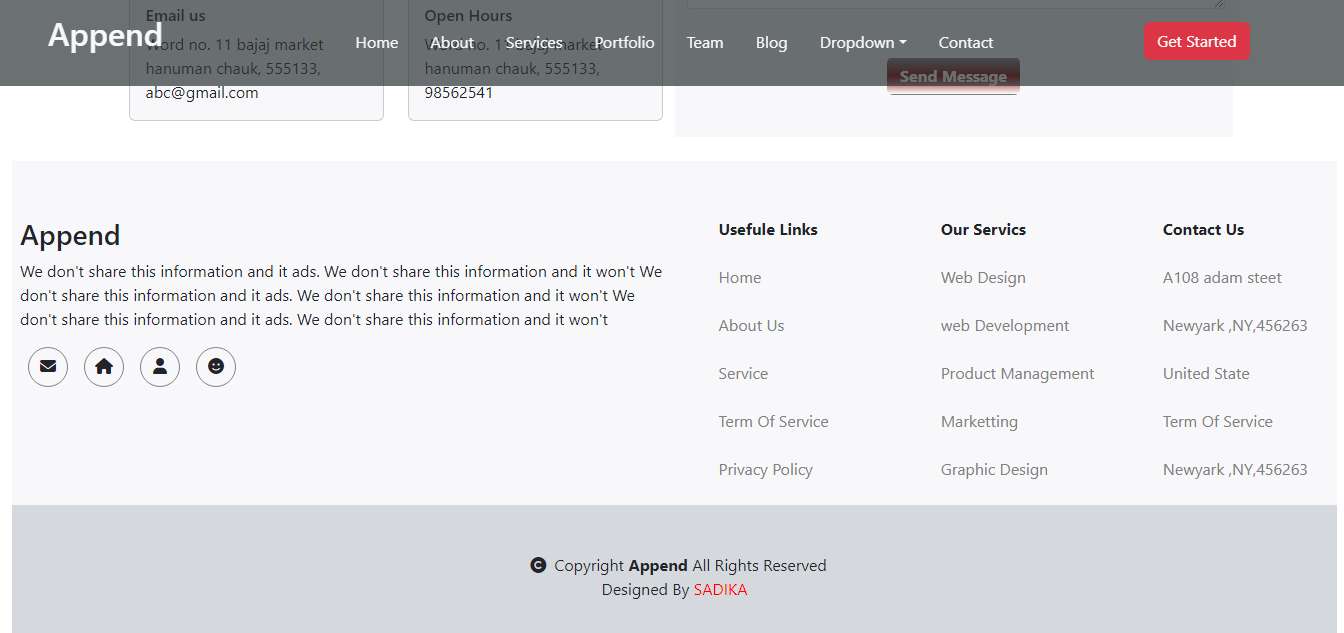 Append
Home
About
Services
Portfolio
Team
Blog
Dropdown
Contact
Get Started
Email us
Word no. 11 bajaj market
hanuman chauk, 555133,
abc@gmail.com
Open Hours
Word no. 11 bajaj market
hanuman chauk, 555133,
98562541
Send Message
Append
We don't share this information and it ads. We don't share this information and it won't We
don't share this information and it ads. We don't share this information and it won't We
don't share this information and it ads. We don't share this information and it won't
Usefule Links
Home
About Us
Service
Term Of Service
Privacy Policy
Our Servics
Web Design
web Development
Product Management
Marketting
Graphic Design
Contact Us
A108 adam steet
Newyark ,NY,456263
United State
Term Of Service
Newyark ,NY,456263
Copyright Append All Rights Reserved
Designed By SADIKA